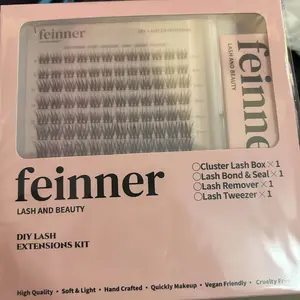 feinner
LASH AND BEAUTY
feinner
LASH AND BEAUTY
○Cluster Lash Box×1
○Lash Bond & Seal×1
○Lash Remover×1
○Lash Tweezer×1
feinner
LASH AND BEAUTY
DIY LASH
EXTENSIONS KIT
High Quality • Soft & Light • Hand Crafted • Quickly Makeup • Vegan Friendly • Cruelty Free